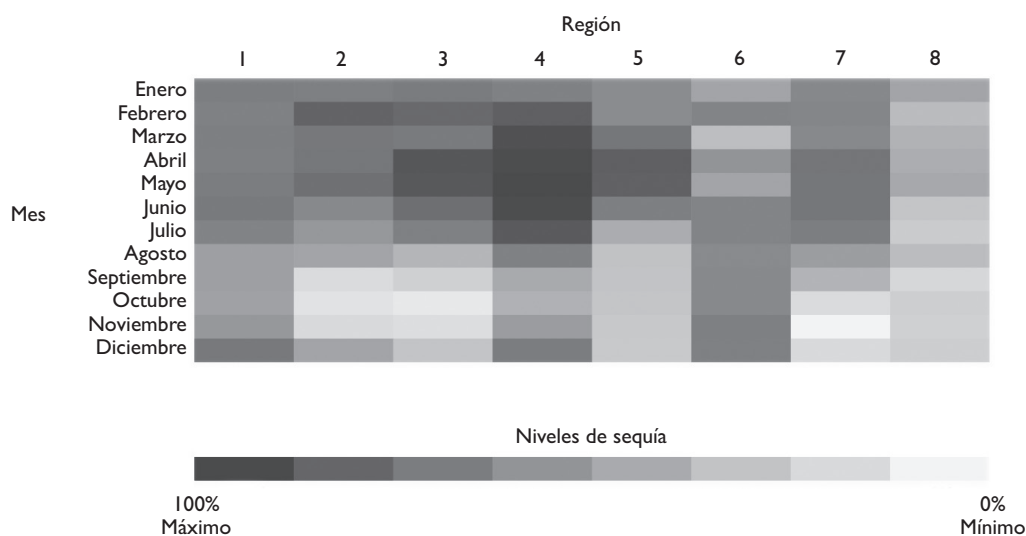 Región
1 2 3 4 5 6 7 8
Enero
Febrero
Marzo
Abril
Mayo
Mes
Junio
Julio
Agosto
Septiembre
Octubre
Noviembre
Diciembre
Niveles de sequía
100% 0%
Máximo Mínimo